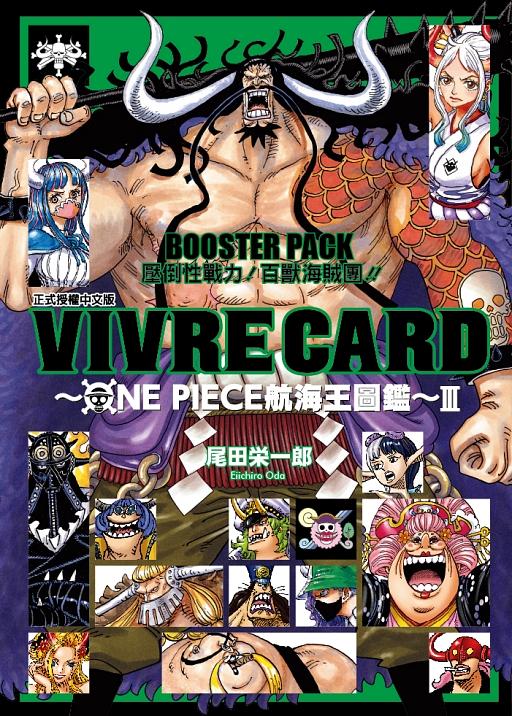 BOOSTER PACK
壓倒性戰力！百獸海賊團!!
正式授權中文版
VIVRE CARD
～ONE PIECE航海王圖鑑～III
尾田栄一郎
Eiichiro Oda